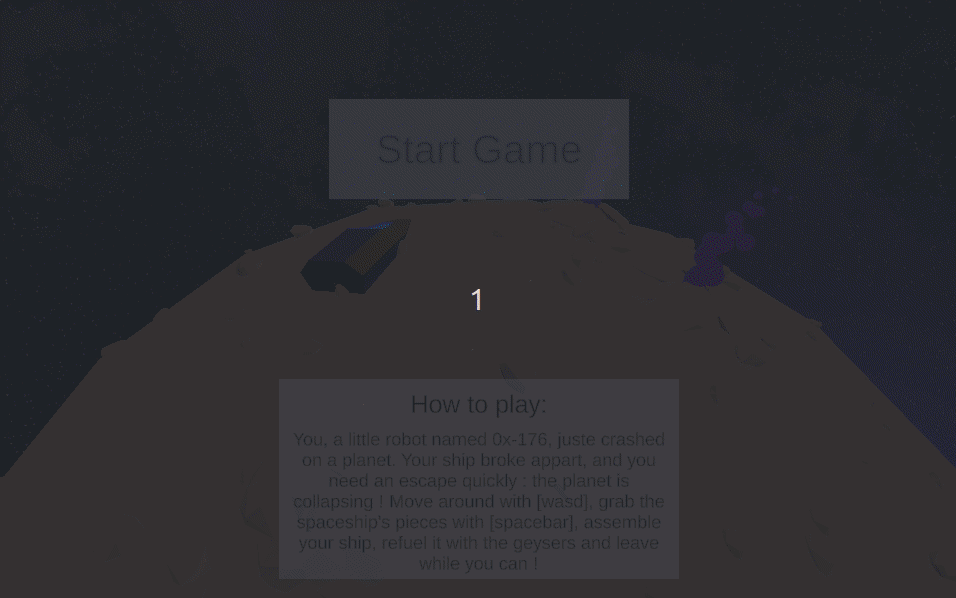 Start Game
1
How to play:
You, a little robot named 0x-176, juste crashed
on a planet. Your ship broke appart, and you
need an escape quickly : the planet is
collapsing ! Move around with [wasd], grab the
spaceship's pieces with [spacebar], assemble
your ship, refuel it with the geysers and leave
while you can !